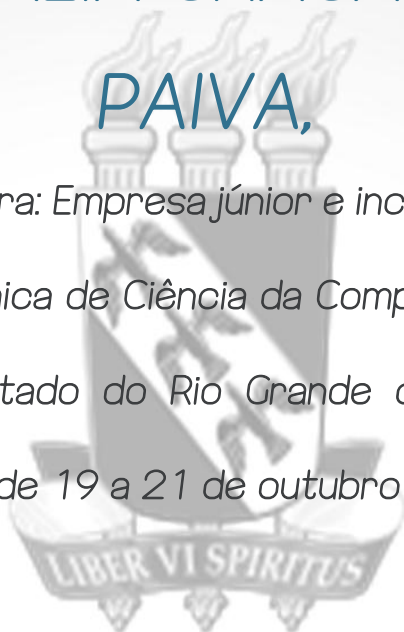 PAIVA,
ra: Empresa júnior e inc
ica de Ciência da Comp
tado do Rio Grande
de 19 a 21 de outubro
LIBER VI SPIRITUS